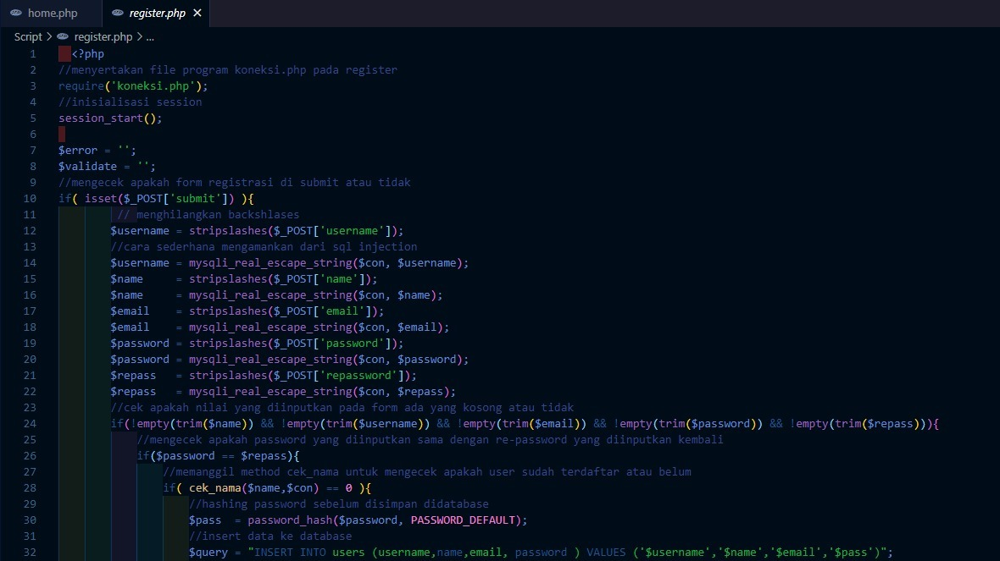 home.php register.php ×
Script > register.php > ...
1 <?php
2 //menyertakan file program koneksi.php pada register
3 require('koneksi.php');
4 //inisialisasi session
5 session_start();
6
7 $error = '';
8 $validate = '';
9 //mengecek apakah form registrasi di submit atau tidak
10 if( isset($_POST['submit']) ){
11 // menghilangkan backshlases
12 $username = stripslashes($_POST['username']);
13 //cara sederhana mengamankan dari sql injection
14 $username = mysqli_real_escape_string($con, $username);
15 $name = stripslashes($_POST['name']);
16 $name = mysqli_real_escape_string($con, $name);
17 $email = stripslashes($_POST['email']);
18 $email = mysqli_real_escape_string($con, $email);
19 $password = stripslashes($_POST['password']);
20 $password = mysqli_real_escape_string($con, $password);
21 $repass = stripslashes($_POST['repassword']);
22 $repass = mysqli_real_escape_string($con, $repass);
23 //cek apakah nilai yang diinputkan pada form ada yang kosong atau tidak
24 if(!empty(trim($name)) && !empty(trim($username)) && !empty(trim($email)) && !empty(trim($password)) && !empty(trim($repass))){
25 //mengecek apakah password yang diinputkan sama dengan re-password yang diinputkan kembali
26 if($password == $repass){
27 //memanggil method cek_nama untuk mengecek apakah user sudah terdaftar atau belum
28 if( cek_nama($name,$con) == 0 ){
29 //hashing password sebelum disimpan didatabase
30 $pass = password_hash($password, PASSWORD_DEFAULT);
31 //insert data ke database
32 $query = "INSERT INTO users (username,name,email, password ) VALUES ('$username','$name','$email','$pass')";